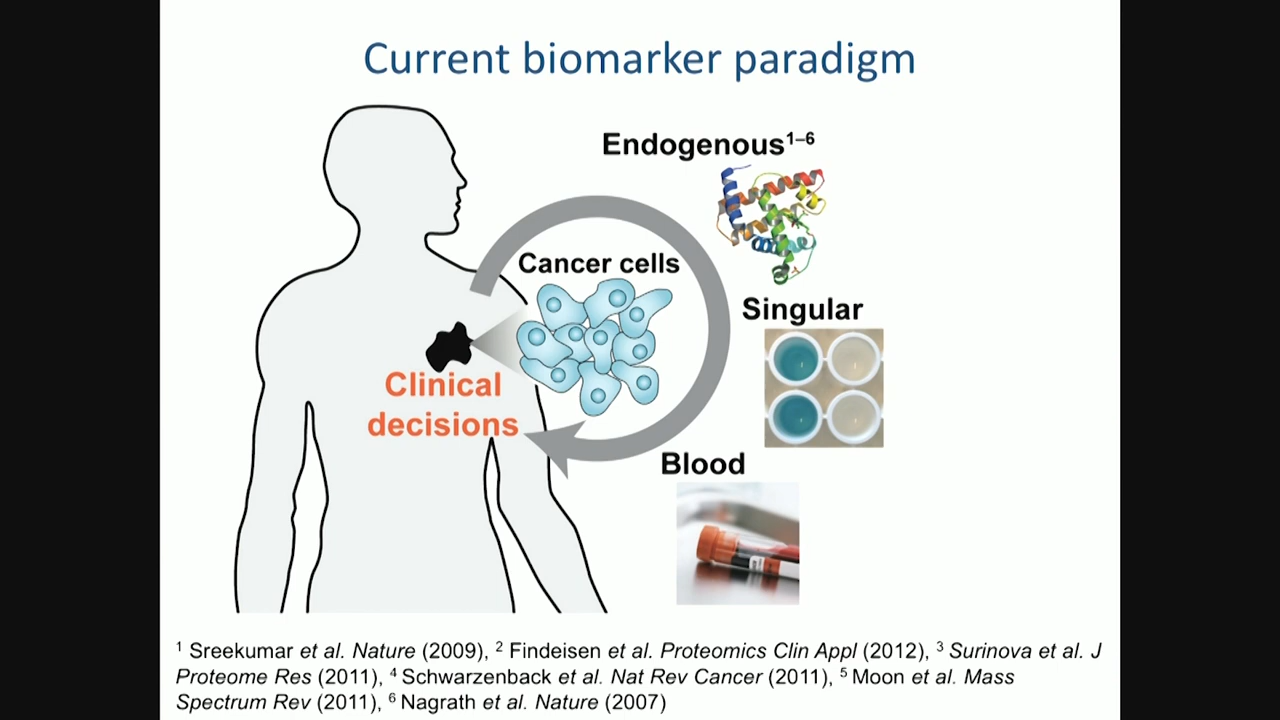 Current biomarker paradigm
Endogenous¹⁻⁶
Cancer cells
Singular
Clinical
decisions
Blood
¹ Sreekumar et al. Nature (2009), ² Findeisen et al. Proteomics Clin Appl (2012), ³ Surinova et al. J
Proteome Res (2011), ⁴ Schwarzenback et al. Nat Rev Cancer (2011), ⁵ Moon et al. Mass
Spectrum Rev (2011), ⁶ Nagrath et al. Nature (2007)